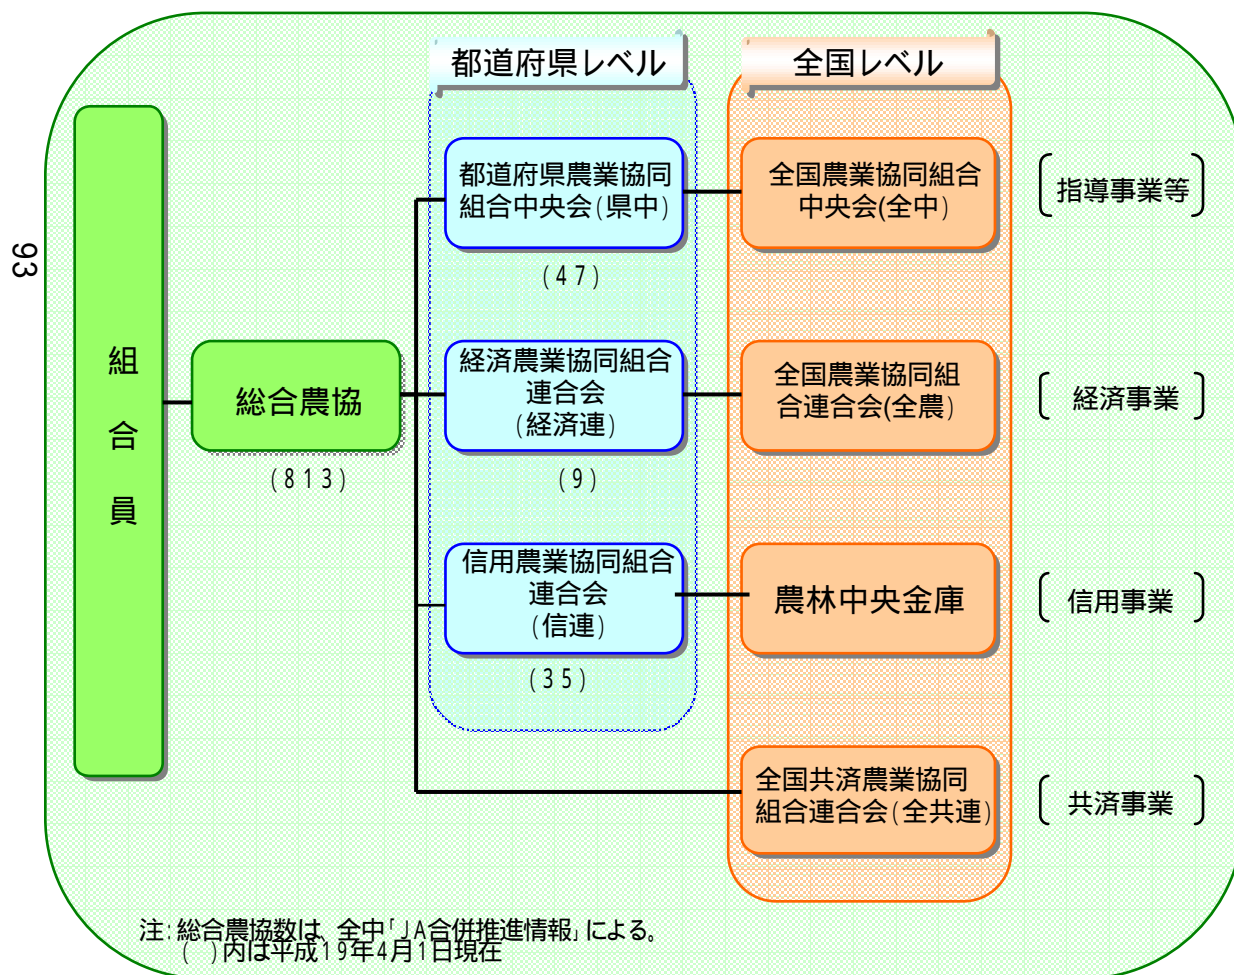 都道府県レベル
全国レベル
93
組
合
員
総合農協
(813)
都道府県農業協同
組合中央会(県中)
(47)
全国農業協同組合
中央会(全中)
指導事業等
経済農業協同組合
連合会
(経済連)
(9)
全国農業協同組
合連合会(全農)
経済事業
信用農業協同組合
連合会
(信連)
(35)
農林中央金庫
信用事業
全国共済農業協同
組合連合会(全共連)
共済事業
注:総合農協数は、全中「JA合併推進情報」による。
( )内は平成19年4月1日現在